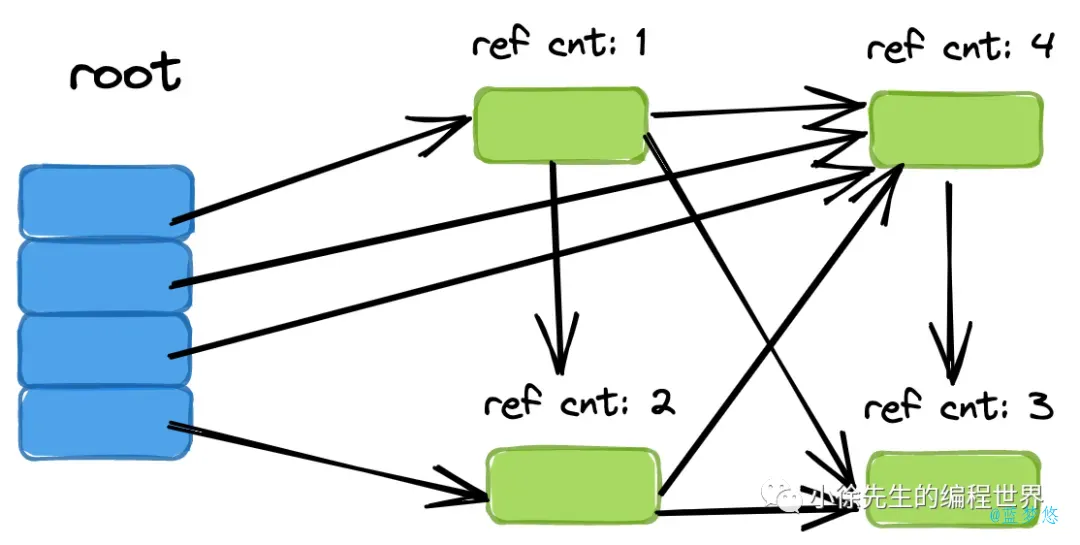 ref cnt: 1
ref cnt: 4
root
ref cnt: 2
ref cnt: 3
小徐先生的编程世界
@蓝梦悠